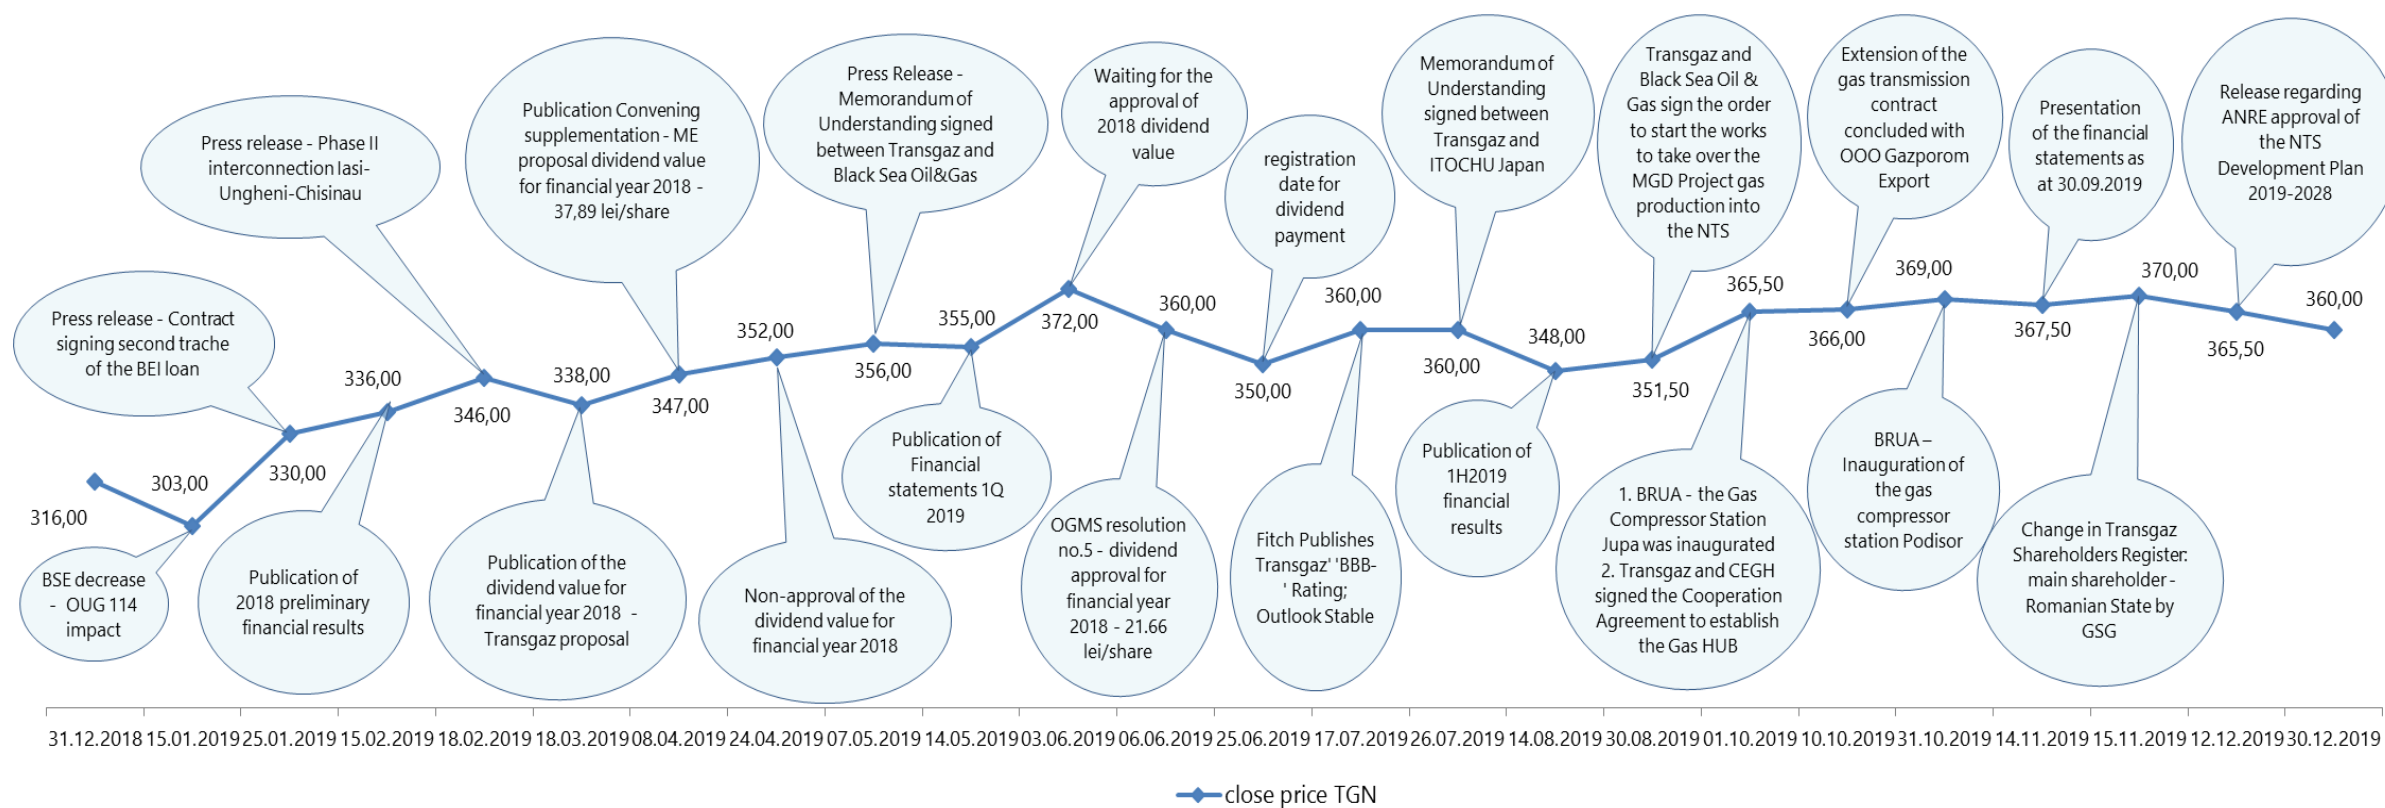 Press release - Contract
signing second trache
of the BEI loan
Press release - Phase II
interconnection Iasi-
Ungheni-Chisinau
Publication Convening
supplementation - ME
proposal dividend value
for financial year 2018 -
37,89 lei/share
Press Release -
Memorandum of
Understanding signed
between Transgaz and
Black Sea Oil&Gas
Waiting for the
approval of
2018 dividend
value
registration
date for
dividend
payment
Memorandum of
Understanding
signed between
Transgaz and
ITOCHU Japan
Transgaz and
Black Sea Oil &
Gas sign the order
to start the works
to take over the
MGD Project gas
production into
the NTS
Extension of the
gas transmission
contract
concluded with
OOO Gazporom
Export
Presentation
of the financial
statements as
at 30.09.2019
Release regarding
ANRE approval of
the NTS
Development Plan
2019-2028
316,00
303,00
330,00
336,00
346,00
338,00
347,00
352,00
356,00
355,00
372,00
360,00
350,00
360,00
360,00
348,00
351,50
365,50
366,00
369,00
367,50
370,00
365,50
360,00
BSE decrease
- OUG 114
impact
Publication of
2018 preliminary
financial results
Publication of the
dividend value for
financial year 2018 -
Transgaz proposal
Non-approval of the
dividend value for
financial year 2018
Publication of
Financial
statements 1Q
2019
OGMS resolution
no.5 - dividend
approval for
financial year
2018 - 21.66
lei/share
Fitch Publishes
Transgaz' 'BBB-
' Rating;
Outlook Stable
Publication of
1H2019
financial
results
1. BRUA - the Gas
Compressor Station
Jupa was inaugurated
2. Transgaz and CEGH
signed the Cooperation
Agreement to establish
the Gas HUB
BRUA –
Inauguration of
the gas
compressor
station Podisor
Change in Transgaz
Shareholders Register:
main shareholder -
Romanian State by
GSG
31.12.2018 15.01.2019 25.01.2019 15.02.2019 18.02.2019 18.03.2019 08.04.2019 24.04.2019 07.05.2019 14.05.2019 03.06.2019 06.06.2019 25.06.2019 17.07.2019 26.07.2019 14.08.2019 30.08.2019 01.10.2019 10.10.2019 31.10.2019 14.11.2019 15.11.2019 12.12.2019 30.12.2019
close price TGN